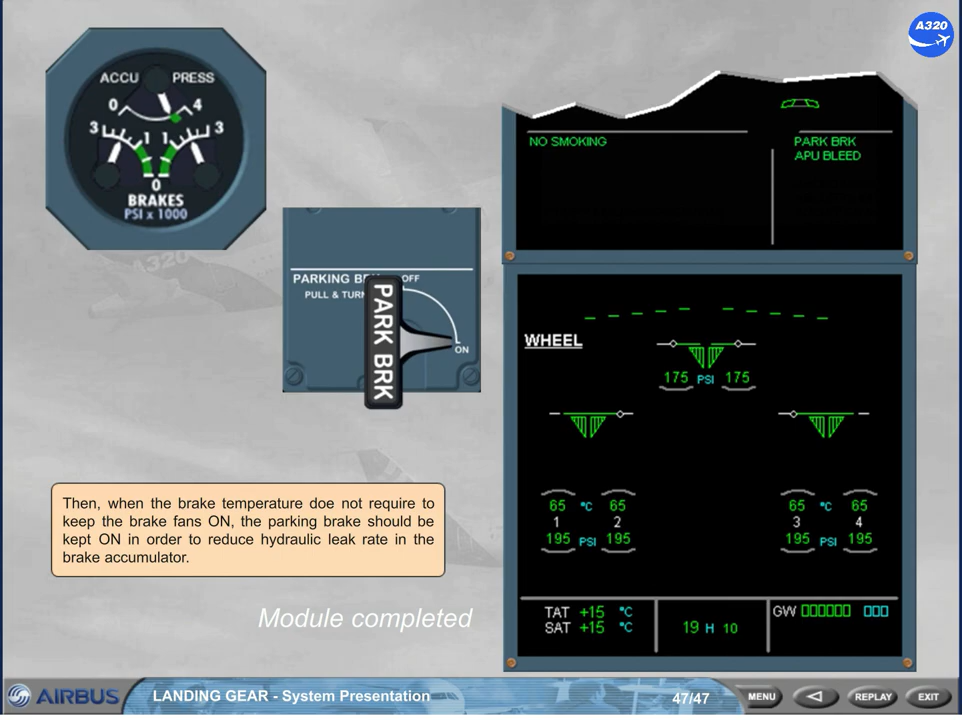 A320
ACCU PRESS
0 4
3 1 1 3
0
BRAKES
PSI x 1000
PARKING BR OFF
PULL & TURN
PARK BRK
ON
NO SMOKING
PARK BRK
APU BLEED
WHEEL
175 PSI 175
65 °C 65
1 2
195 PSI 195
65 °C 65
3 4
195 PSI 195
TAT +15 °C
SAT +15 °C
19 H 10
GW
Then, when the brake temperature doe not require to
keep the brake fans ON, the parking brake should be
kept ON in order to reduce hydraulic leak rate in the
brake accumulator.
Module completed
AIRBUS
LANDING GEAR - System Presentation
47/47
MENU
REPLAY
EXIT